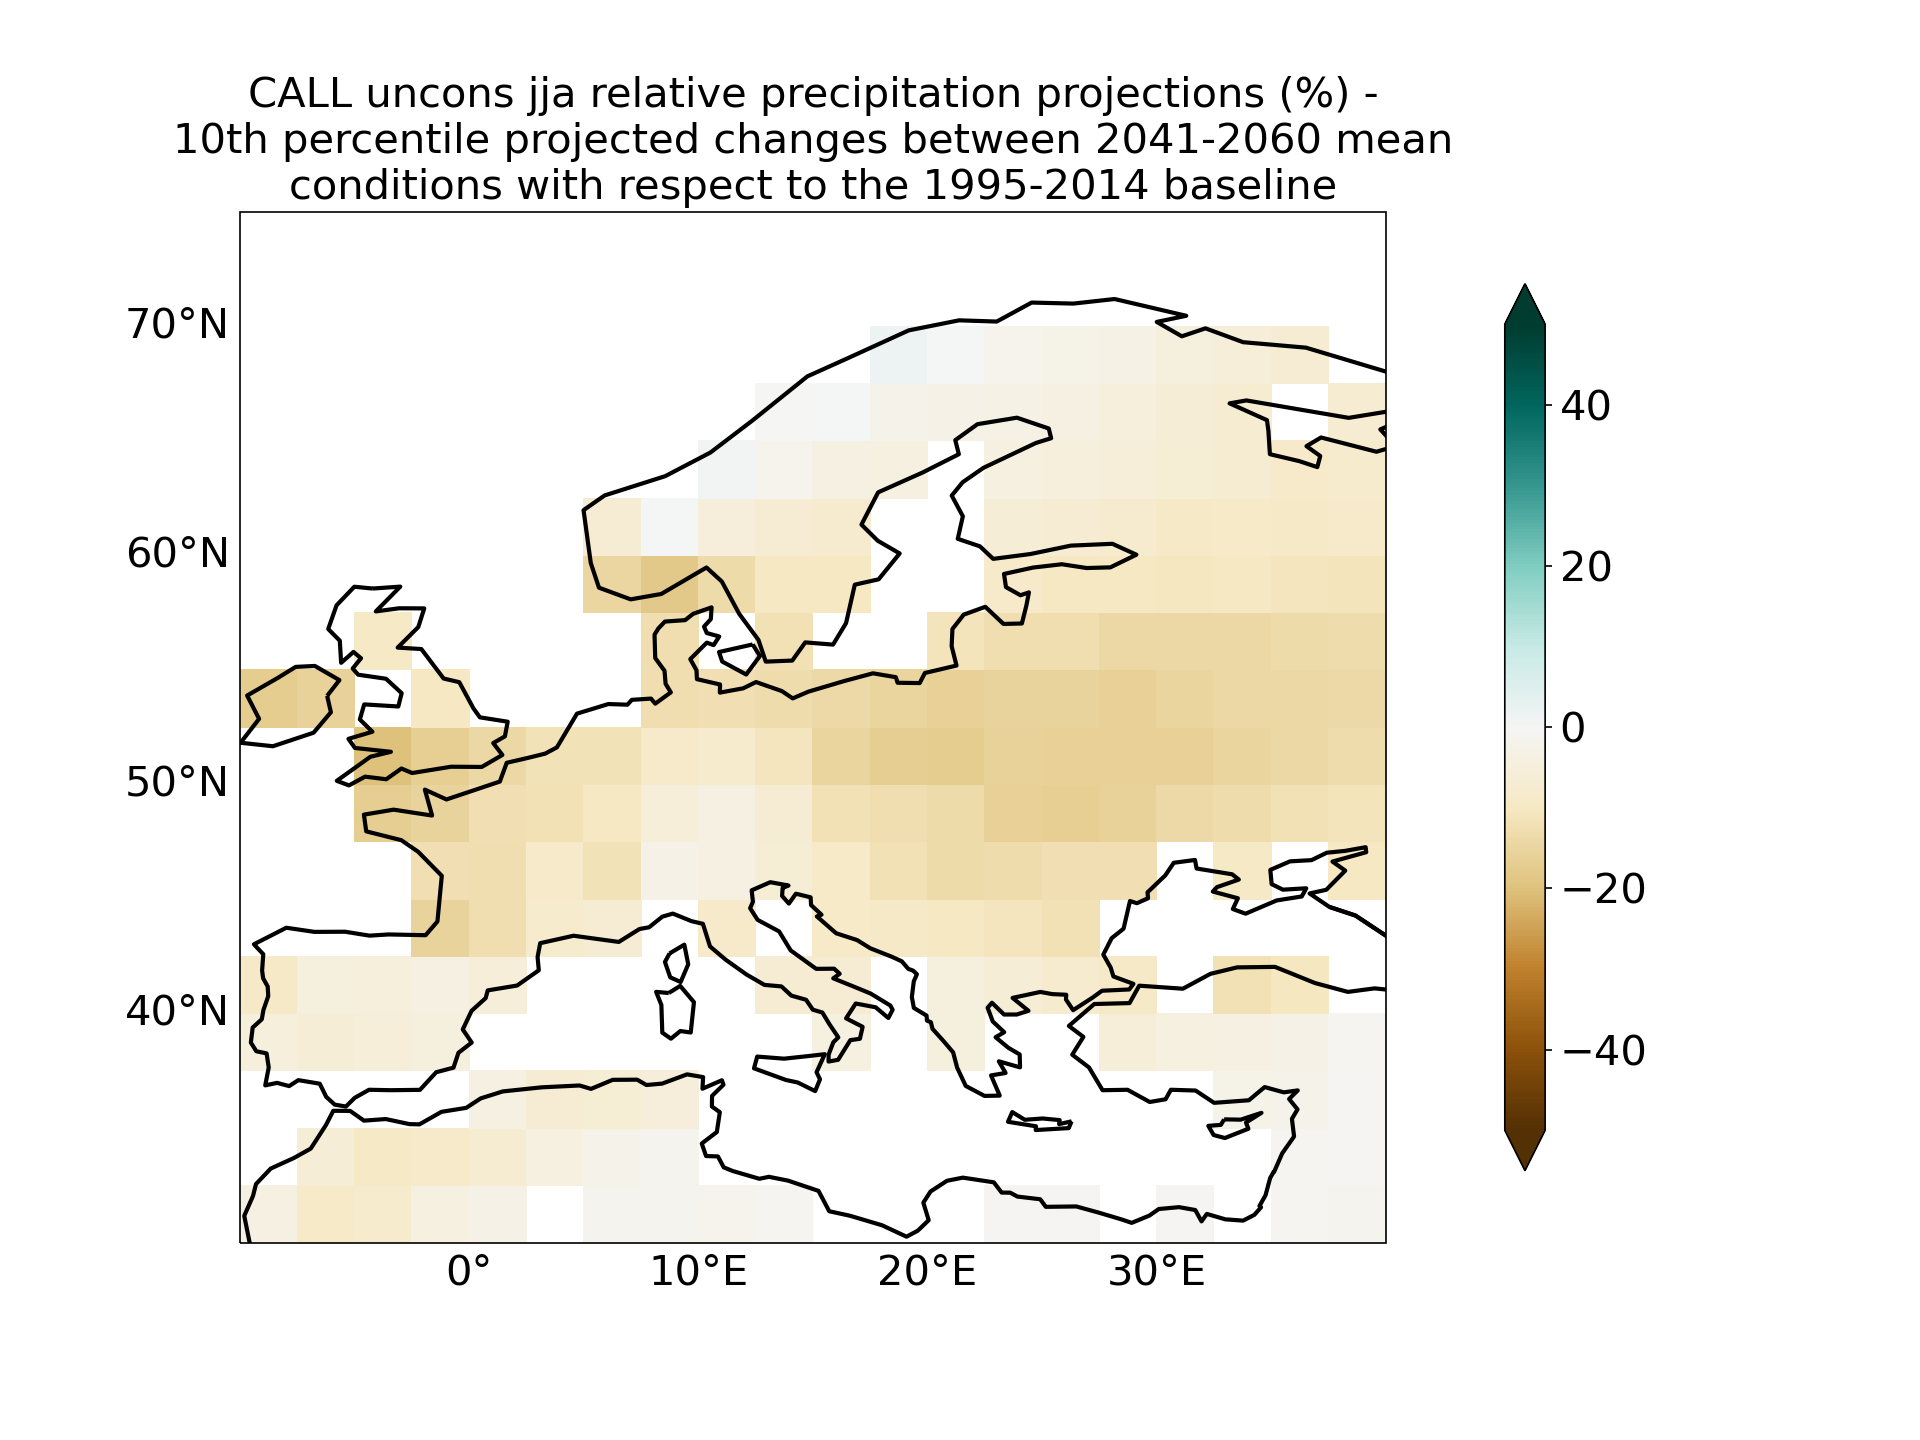 CALL uncons jja relative precipitation projections (%) -
10th percentile projected changes between 2041-2060 mean
conditions with respect to the 1995-2014 baseline
70°N
60°N
50°N
40°N
0°
10°E
20°E
30°E
40
20
0
−20
−40